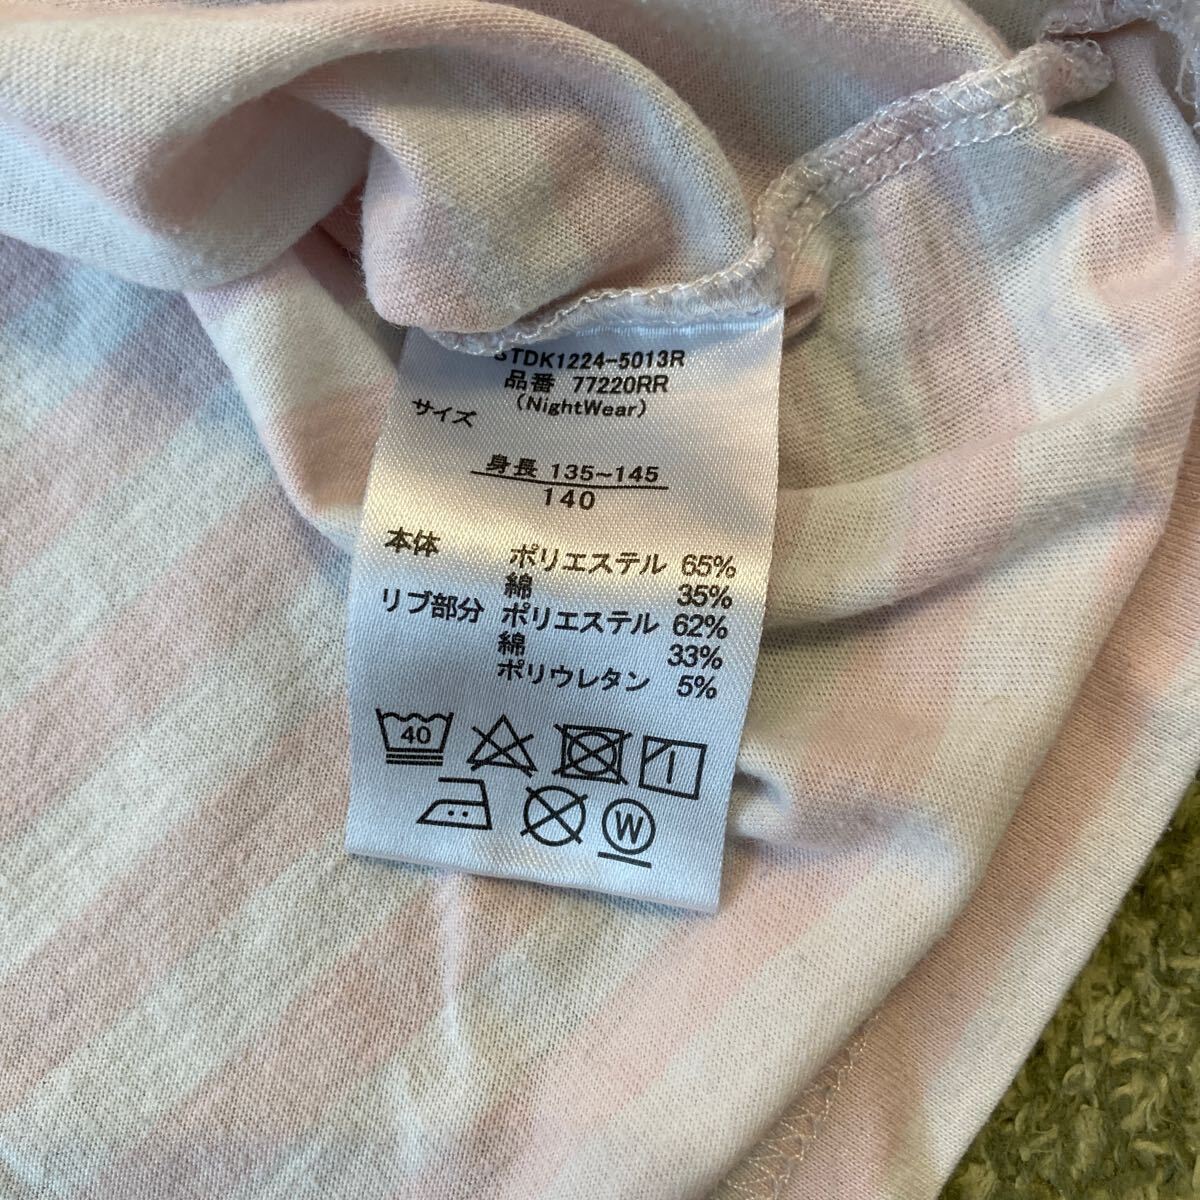 STDK1224-5013R
品番 77220RR
(NightWear)
サイズ
身長 135~145
140
本体 ポリエステル 65%
綿 35%
リブ部分 ポリエステル 62%
綿 33%
ポリウレタン 5%
40
W